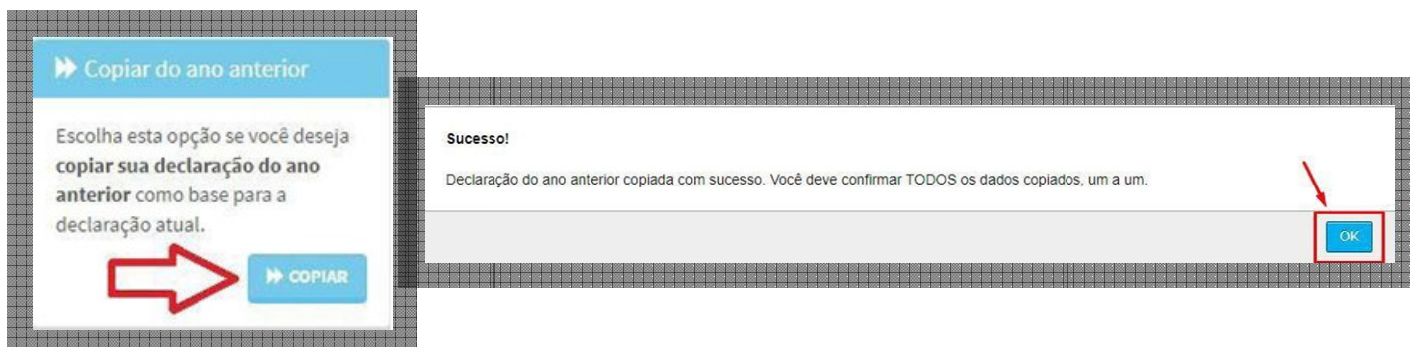 Copiar do ano anterior
Escolha esta opção se você deseja
copiar sua declaração do ano
anterior como base para a
declaração atual.
COPIAR
Sucesso!
Declaração do ano anterior copiada com sucesso. Você deve confirmar TODOS os dados copiados, um a um.
OK